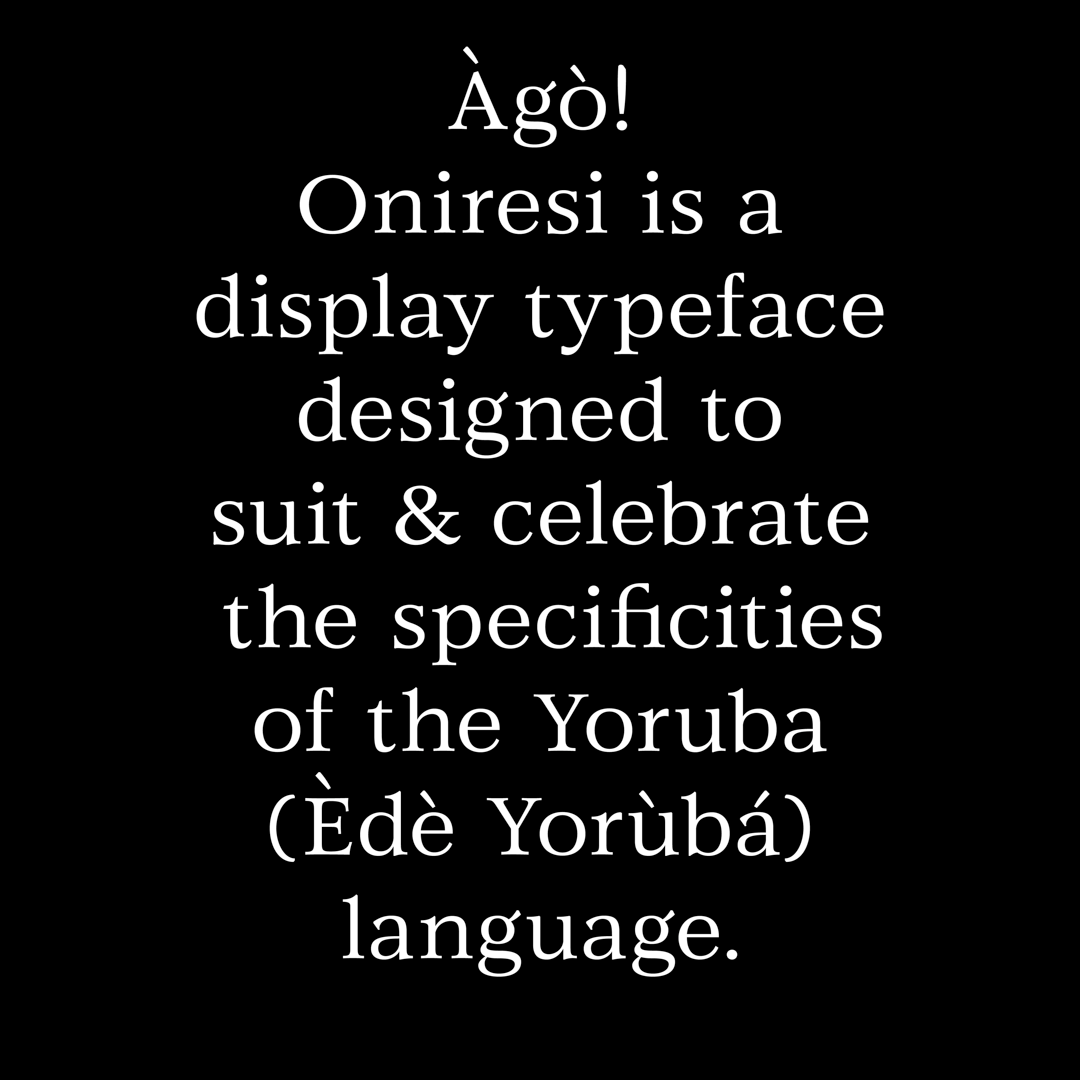 Àgò!
Oniresi is a
display typeface
designed to
suit & celebrate
the specificities
of the Yoruba
(Èdè Yorùbá)
language.